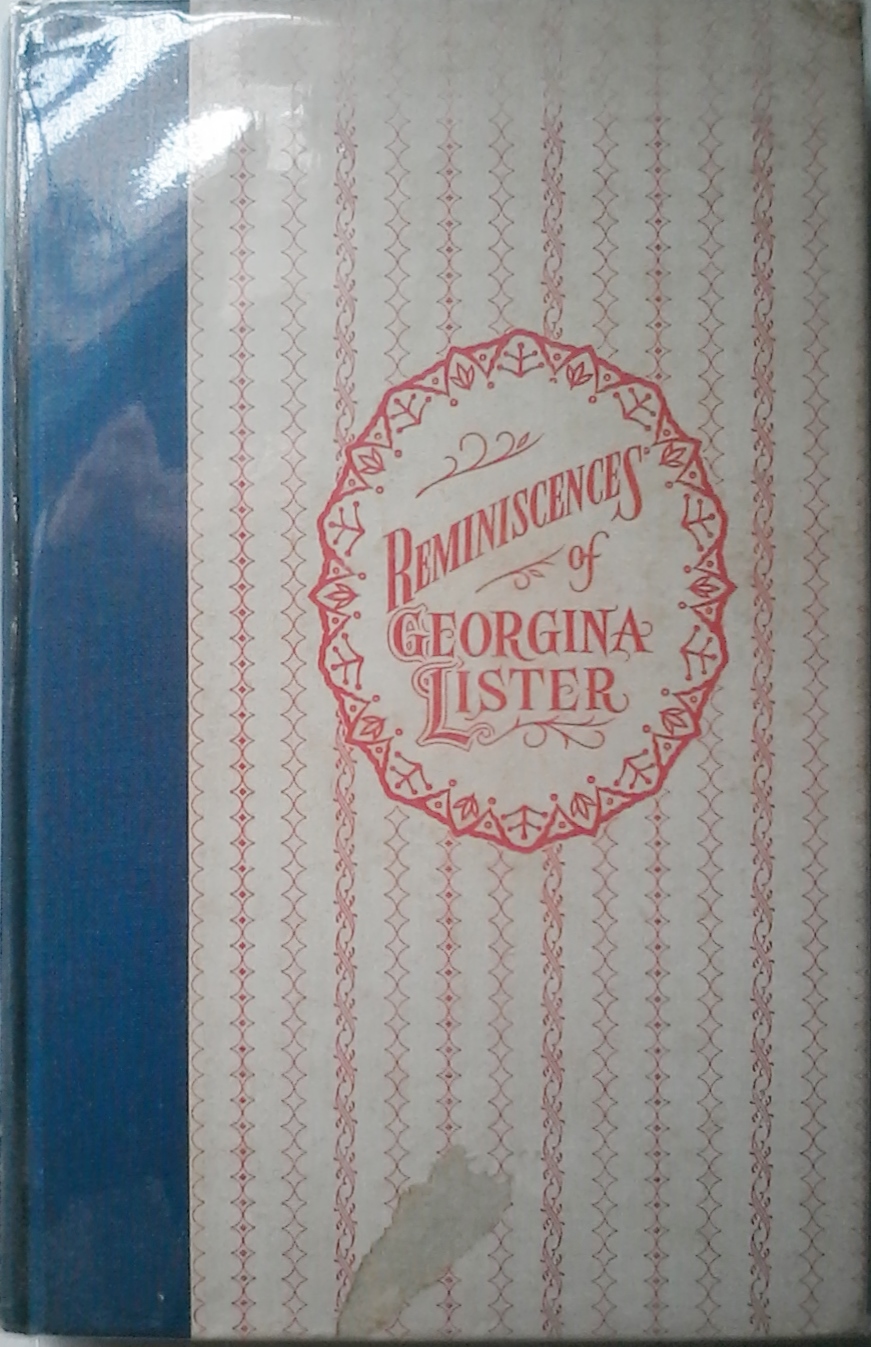 REMINISCENCES
of
GEORGINA
LISTER